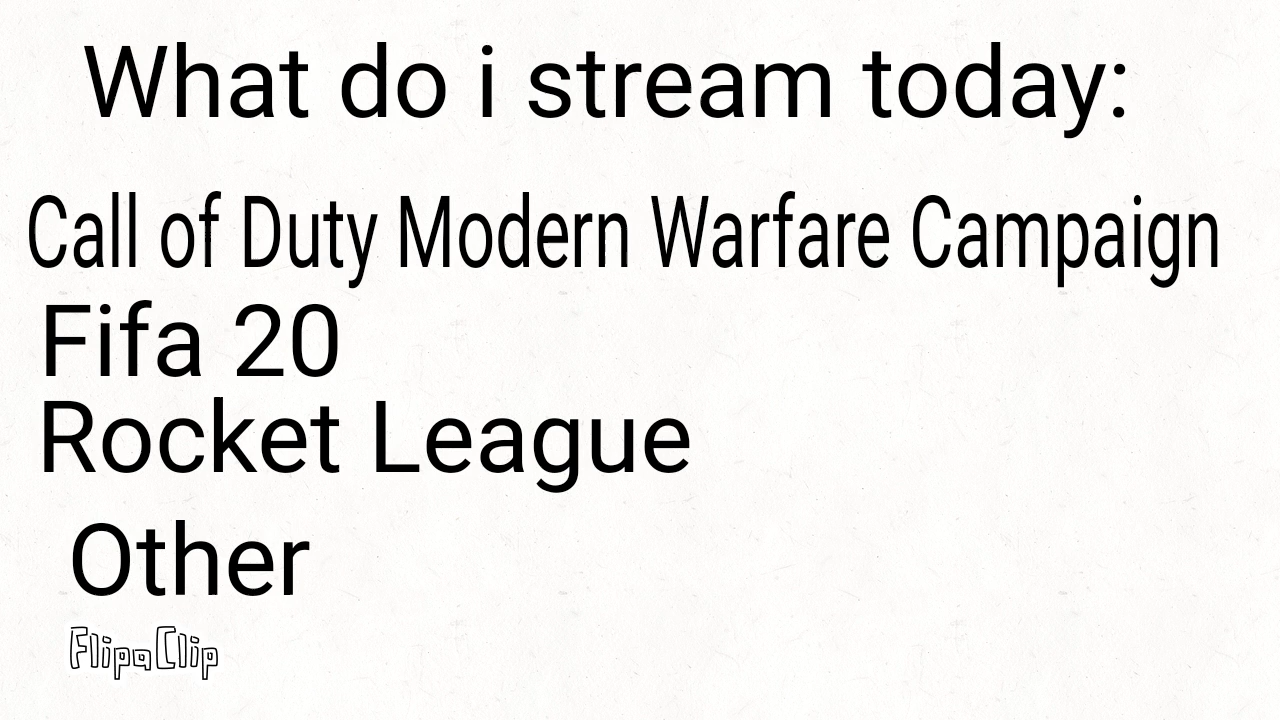 What do i stream today:
Call of Duty Modern Warfare Campaign
Fifa 20
Rocket League
Other
FlipaClip